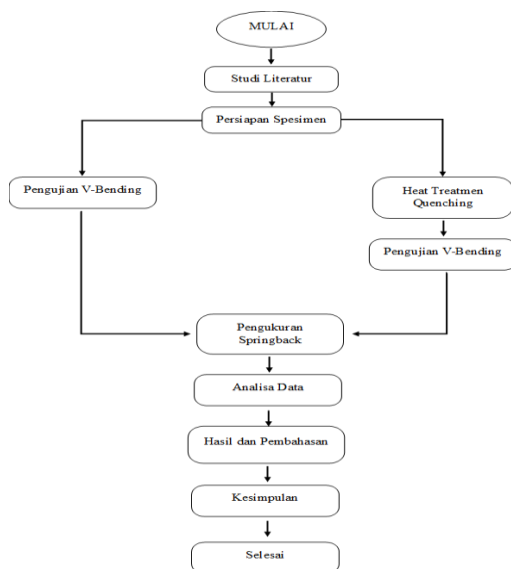 MULAI
Studi Literatur
Persiapan Spesimen
Pengujian V-Bending
Heat Treatmen
Quenching
Pengujian V-Bending
Pengukuran
Springback
Analisa Data
Hasil dan Pembahasan
Kesimpulan
Selesai